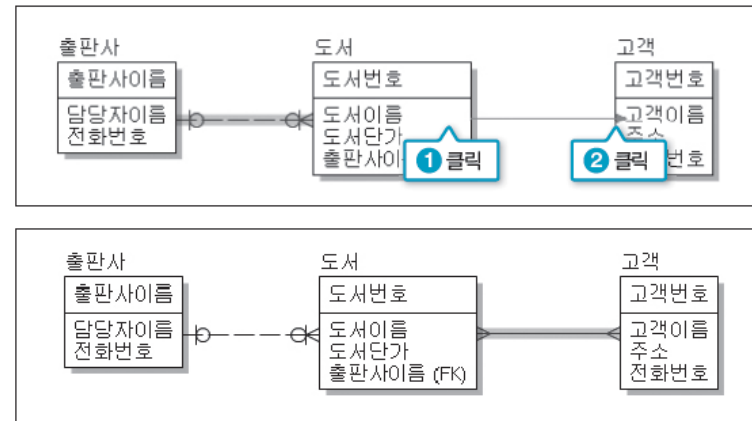 출판사
출판사이름
담당자이름
전화번호
도서
도서번호
도서이름
도서단가
출판사이
1 클릭
고객
고객번호
고객이름
주소
번호
2 클릭
출판사
출판사이름
담당자이름
전화번호
도서
도서번호
도서이름
도서단가
출판사이름 (FK)
고객
고객번호
고객이름
주소
전화번호